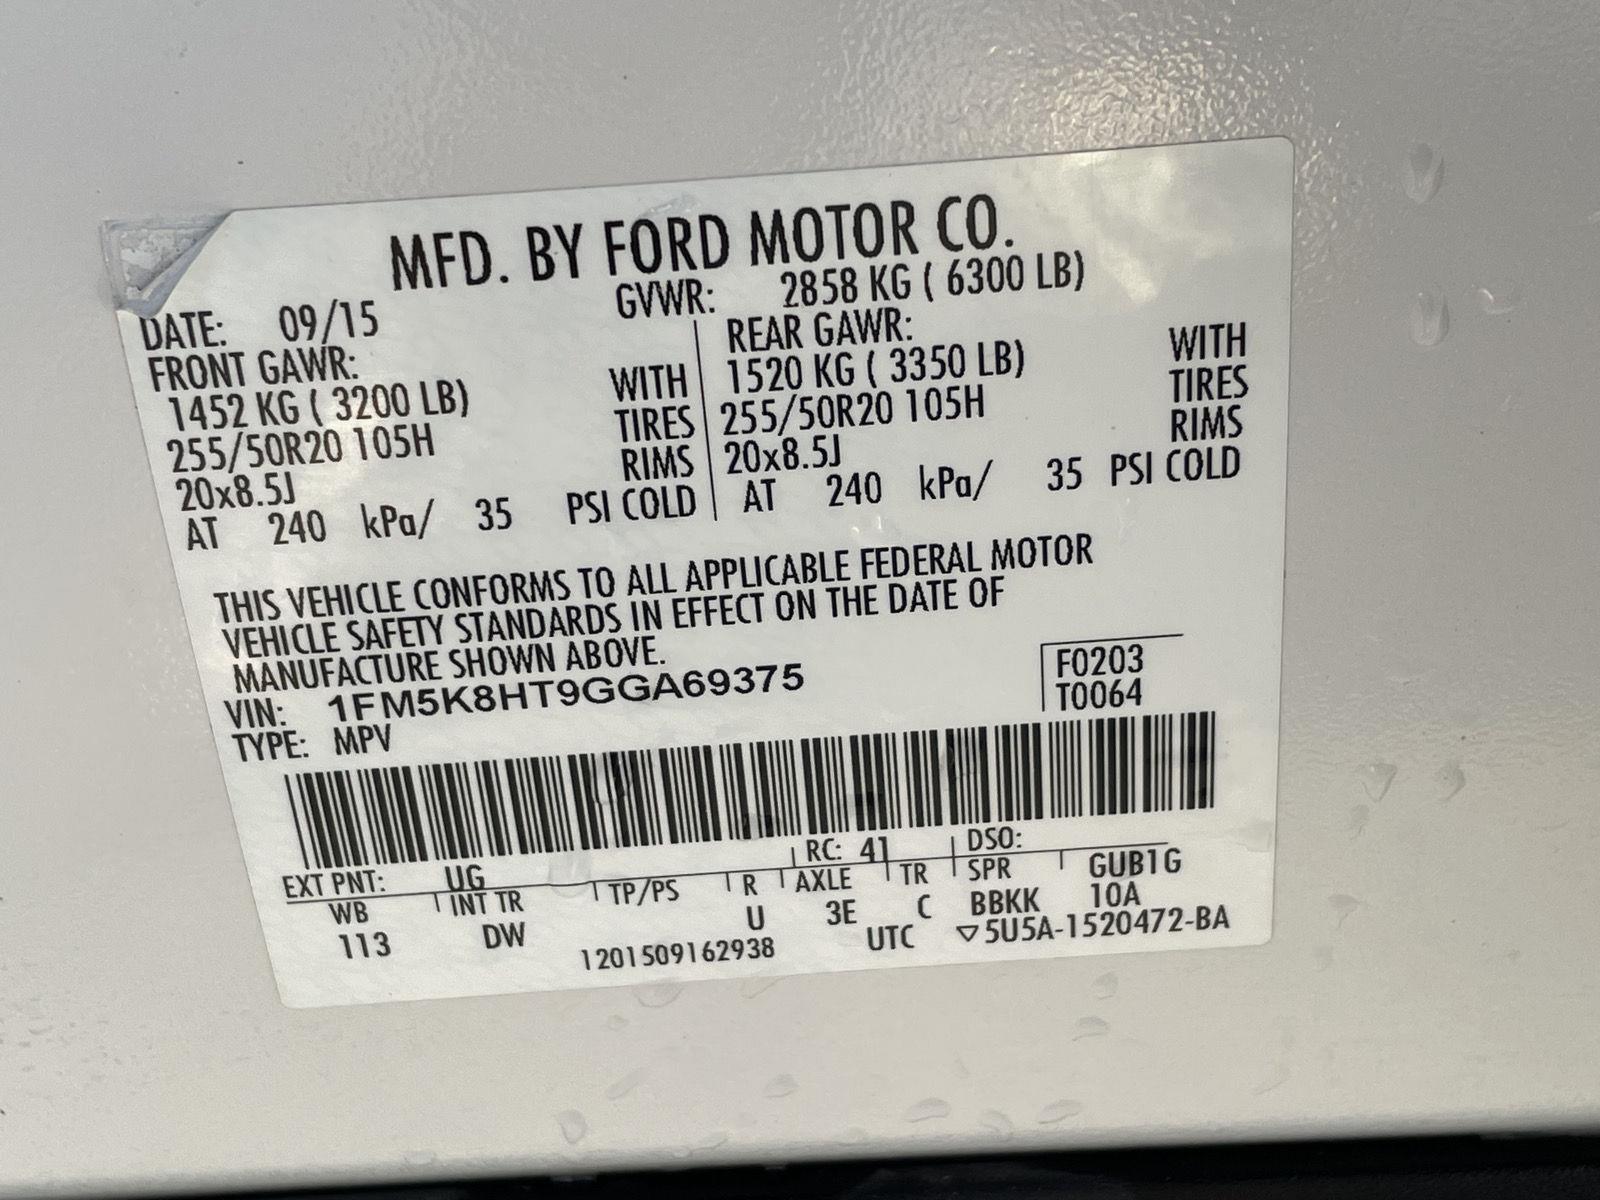 MFD. BY FORD MOTOR CO.
DATE: 09/15 GVWR: 2858 KG ( 6300 LB)
FRONT GAWR: REAR GAWR:
1452 KG ( 3200 LB) WITH 1520 KG ( 3350 LB) WITH
255/50R20 105H TIRES 255/50R20 105H TIRES
20x8.5J RIMS 20x8.5J RIMS
AT 240 kPa/ 35 PSI COLD AT 240 kPa/ 35 PSI COLD
THIS VEHICLE CONFORMS TO ALL APPLICABLE FEDERAL MOTOR
VEHICLE SAFETY STANDARDS IN EFFECT ON THE DATE OF
MANUFACTURE SHOWN ABOVE.
VIN: 1FM5K8HT9GGA69375 F0203
TYPE: MPV T0064
EXT PNT: UG RC: 41 DSO:
WB INT TR TP/PS R AXLE TR SPR GUB1G
113 DW U 3E C BBKK 10A
1201509162938 UTC ▽5U5A-1520472-BA